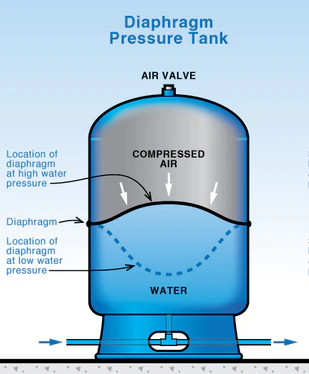 Diaphragm
Pressure Tank
AIR VALVE
COMPRESSED
AIR
Location of
diaphragm
at high water
pressure
Diaphragm
Location of
diaphragm
at low water
pressure
WATER